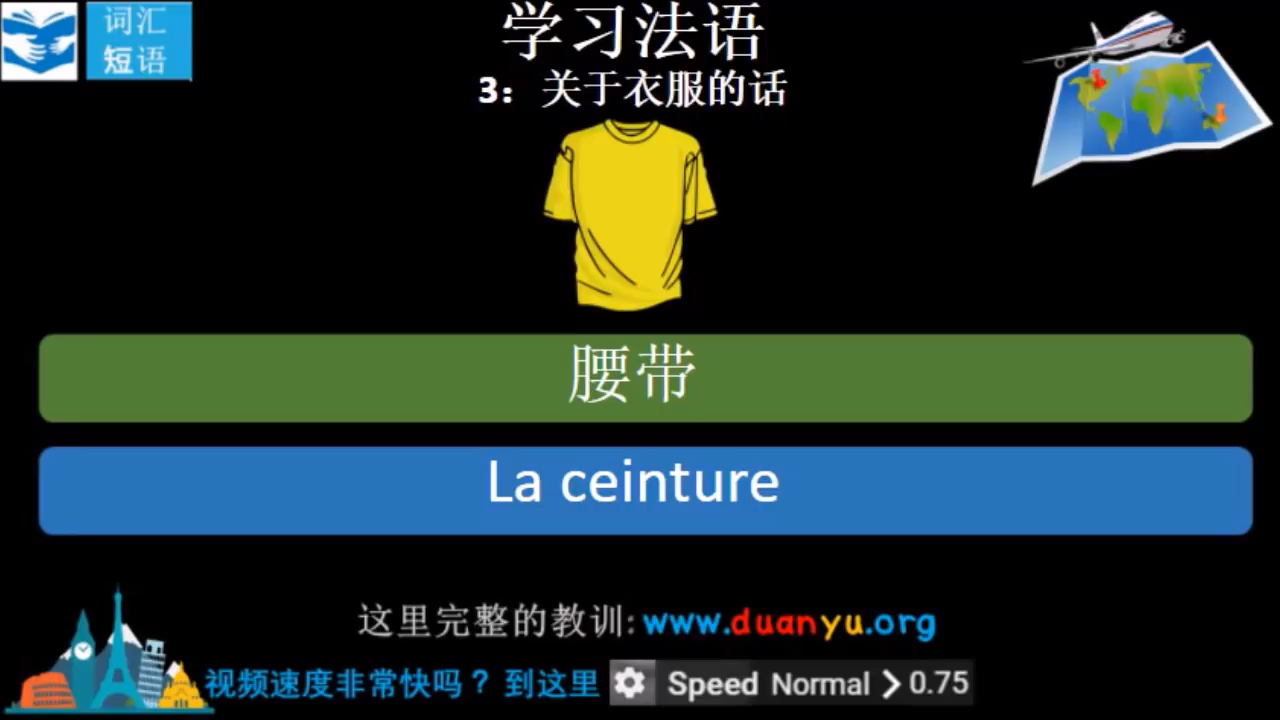 词汇
短语
学习法语
3：关于衣服的话
腰带
La ceinture
这里完整的教训: www.duanyu.org
视频速度非常快吗？到这里 Speed Normal > 0.75